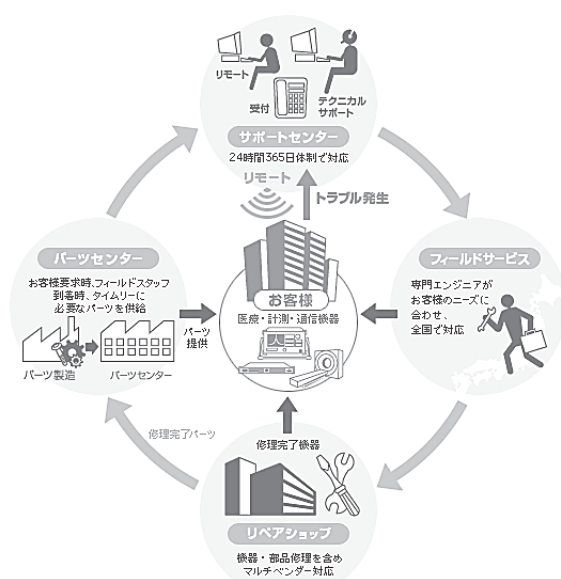 リモート
受付
テクニカル
サポート
サポートセンター
24時間365日体制で対応
リモート
トラブル発生
パーツセンター
お客様要求時、フィールドスタッフ
到着時、タイムリーに
必要なパーツを供給
パーツ製造
パーツセンター
パーツ
提供
お客様
医療・計測・通信機器
フィールドサービス
専門エンジニアが
お客様のニーズに
合わせ、
全国で対応
修理完了パーツ
修理完了機器
リペアショップ
機器・部品修理を含め
マルチベンダー対応